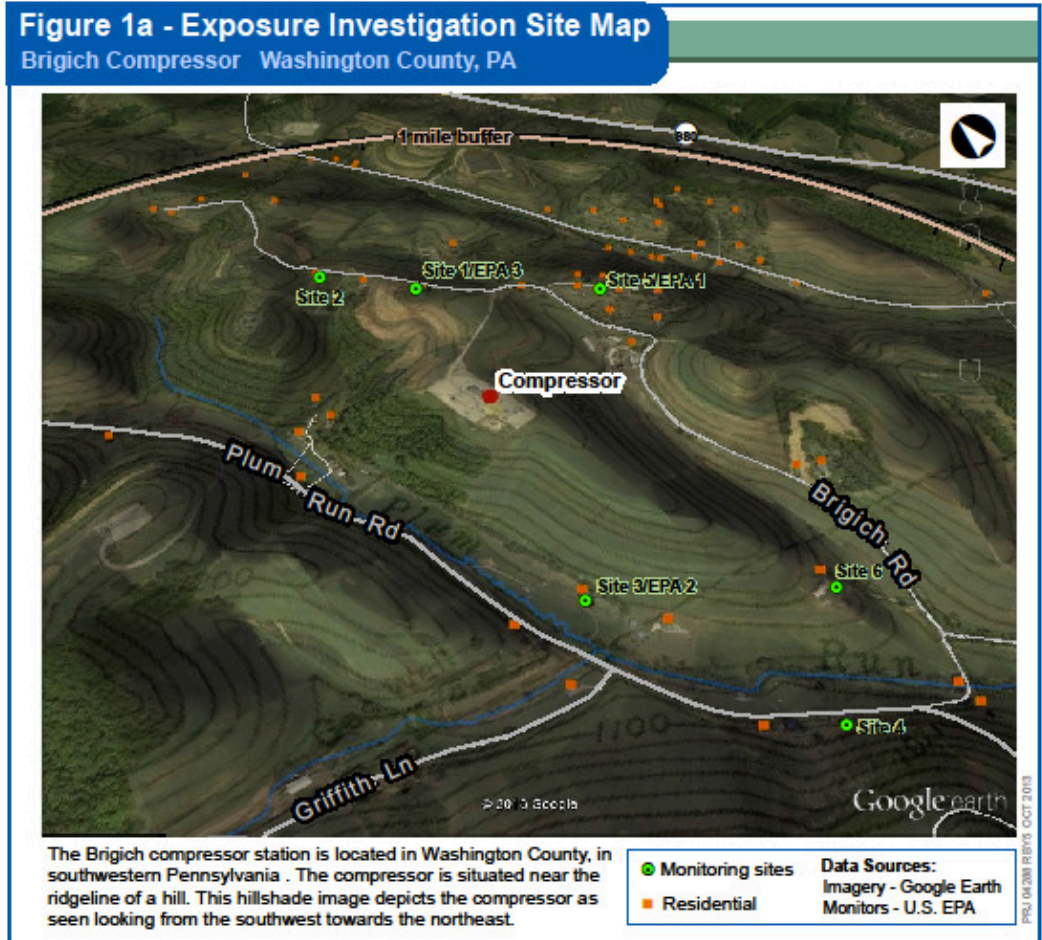 Figure 1a - Exposure Investigation Site Map
Brigich Compressor Washington County, PA
1 mile buffer
Site 1/EPA 3
Site 2
Site 5/EPA 1
Compressor
Plum Run Rd
Brigich Rd
Site 3/EPA 2
Site 6
Run
1100
Site 4
Griffith Ln
© 2013 Google
Google earth
The Brigich compressor station is located in Washington County, in
southwestern Pennsylvania . The compressor is situated near the
ridgeline of a hill. This hillshade image depicts the compressor as
seen looking from the southwest towards the northeast.
Monitoring sites
Residential
Data Sources:
Imagery - Google Earth
Monitors - U.S. EPA